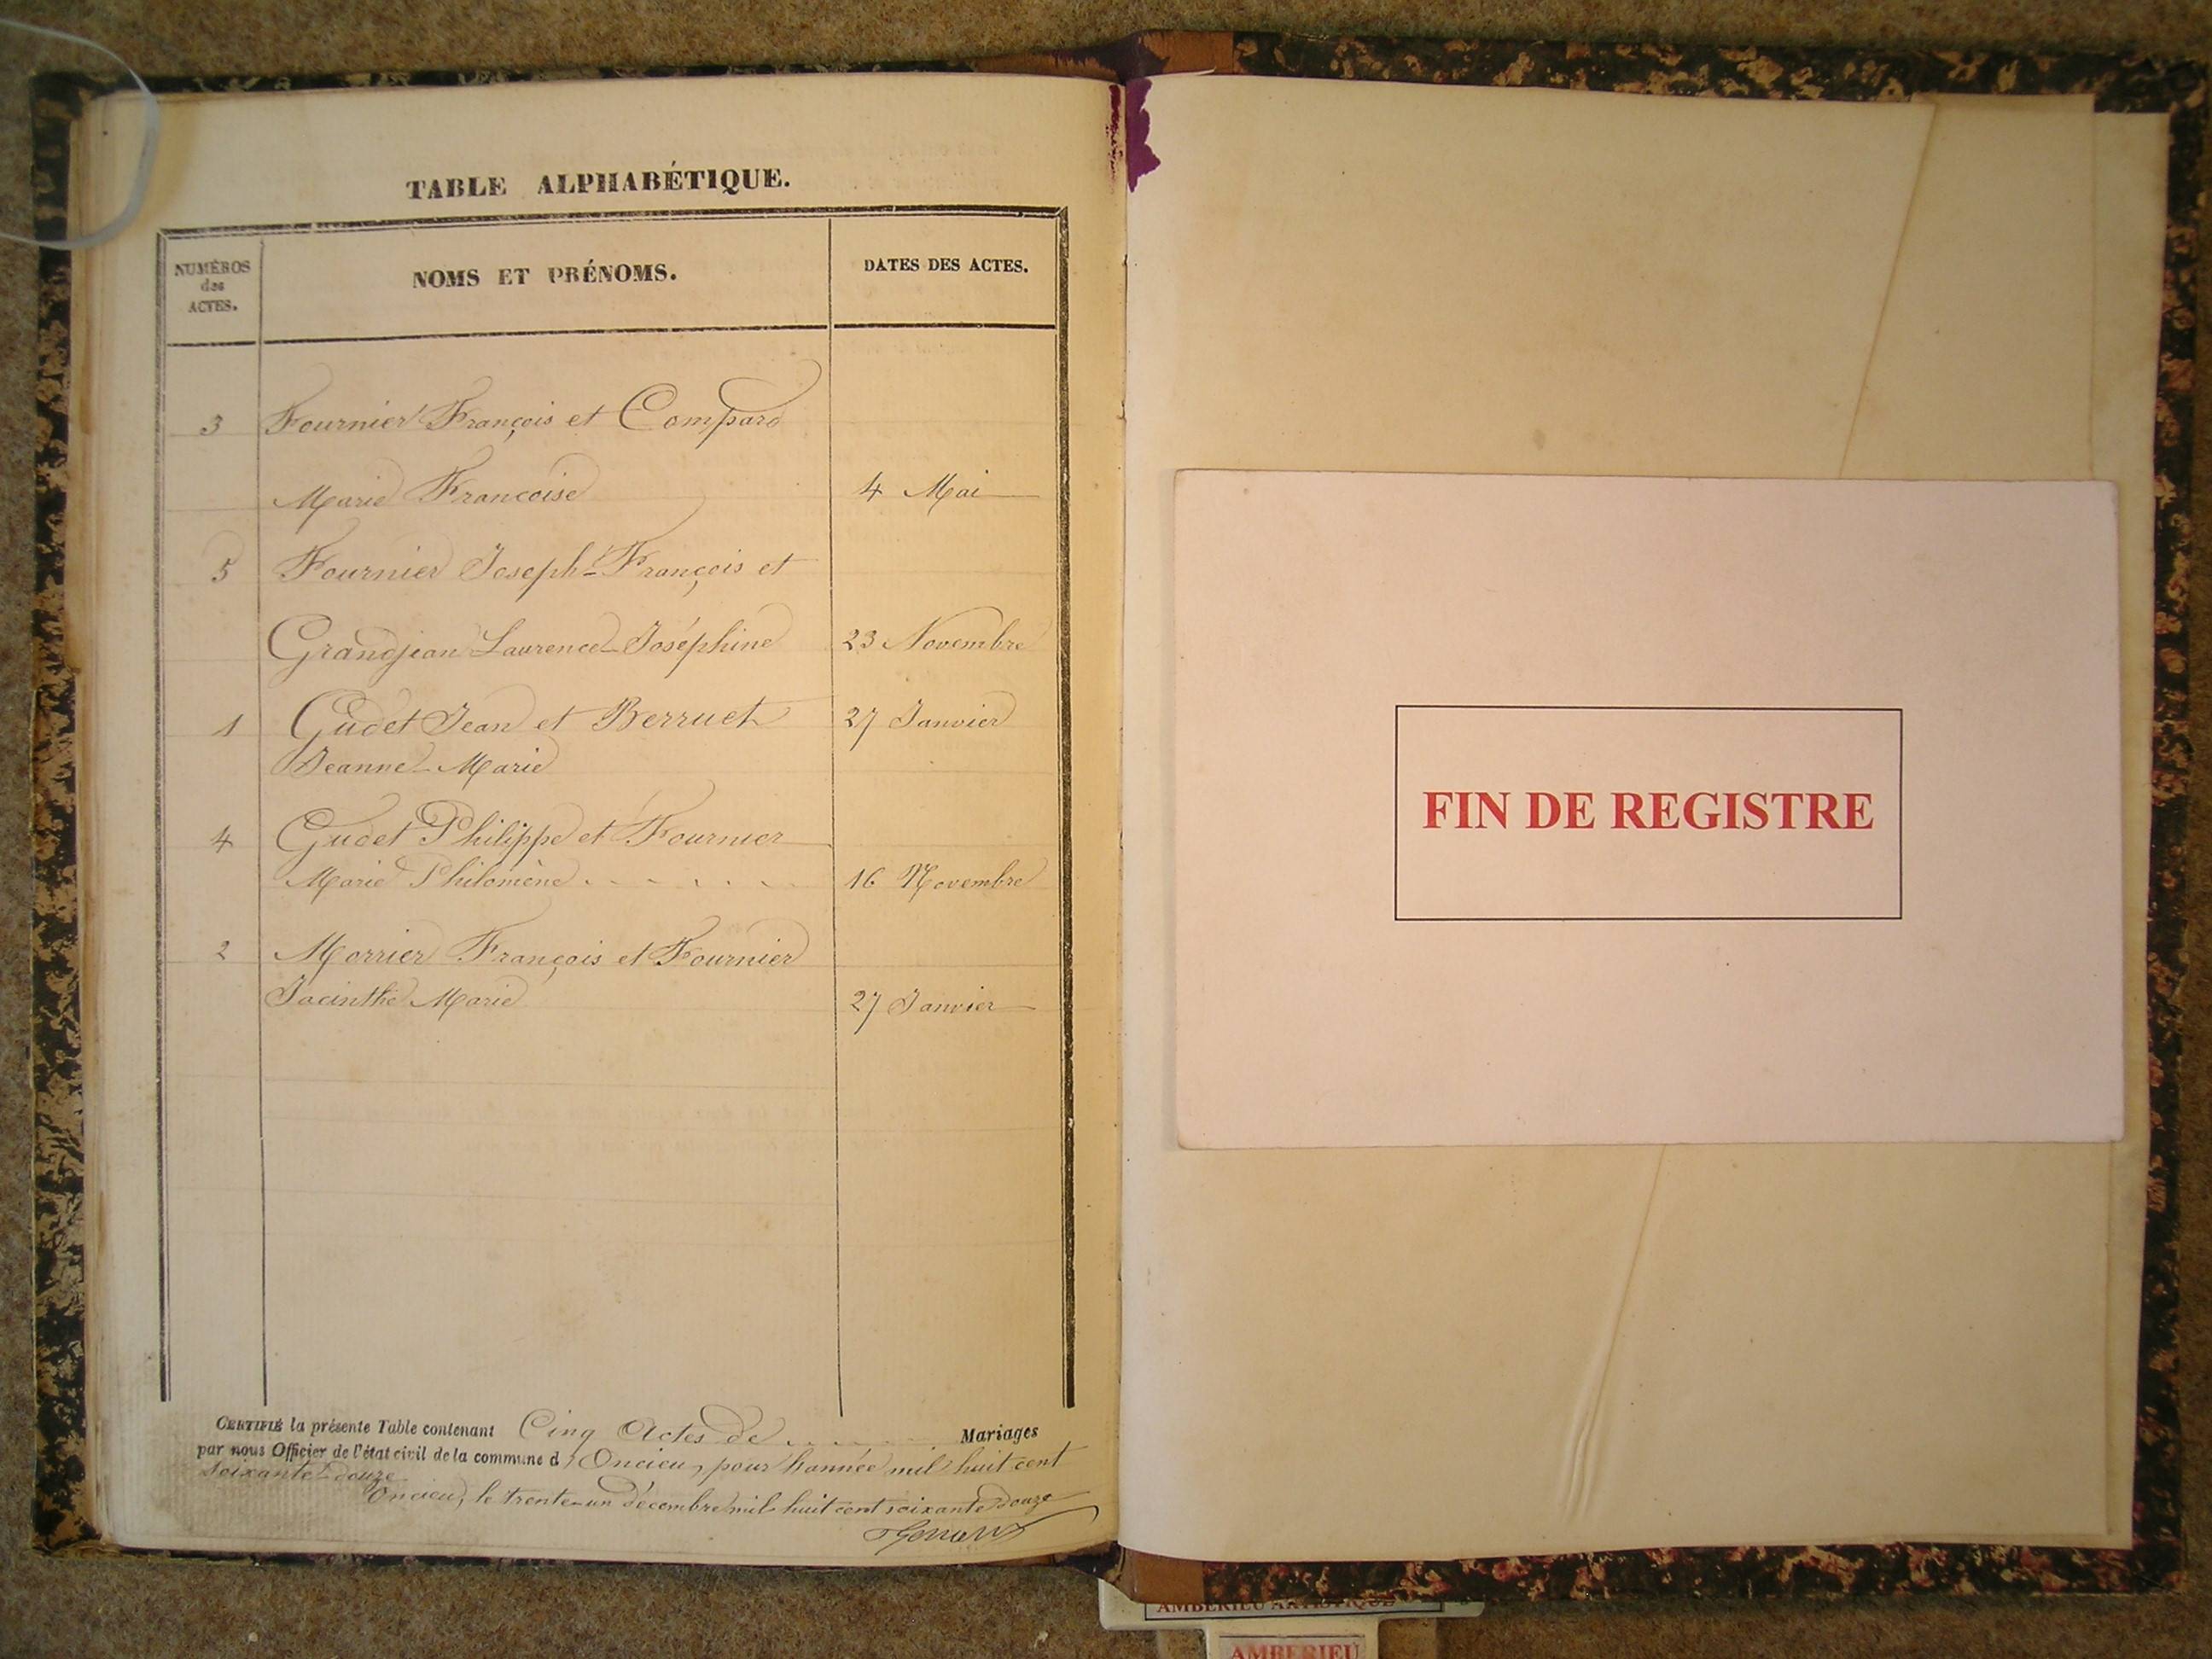 TABLE ALPHABÉTIQUE.
NUMÉROS
des
ACTES.
NOMS ET PRÉNOMS.
DATES DES ACTES.
3 Fournier François et Compard
Marie Francoise 4 Mai
5 Fournier Joseph-François et
Grandjean Laurence-Joséphine 23 Novembre
1 Gudet Jean et Berruet 27 Janvier
Jeanne-Marie
4 Gudet Philippe et Fournier
Marie Philomène 16 Novembre
2 Morrier François et Fournier
Jacinthe Marie 27 Janvier
CERTIFIÉ la présente Table contenant Cinq Actes de Mariages
par nous Officier de l'état civil de la commune d'Oncieu, pour l'année mil huit cent
soixante-douze
Oncieu, le trente-un décembre mil huit cent soixante douze
FIN DE REGISTRE
AMBERIEU
AMBERIEU